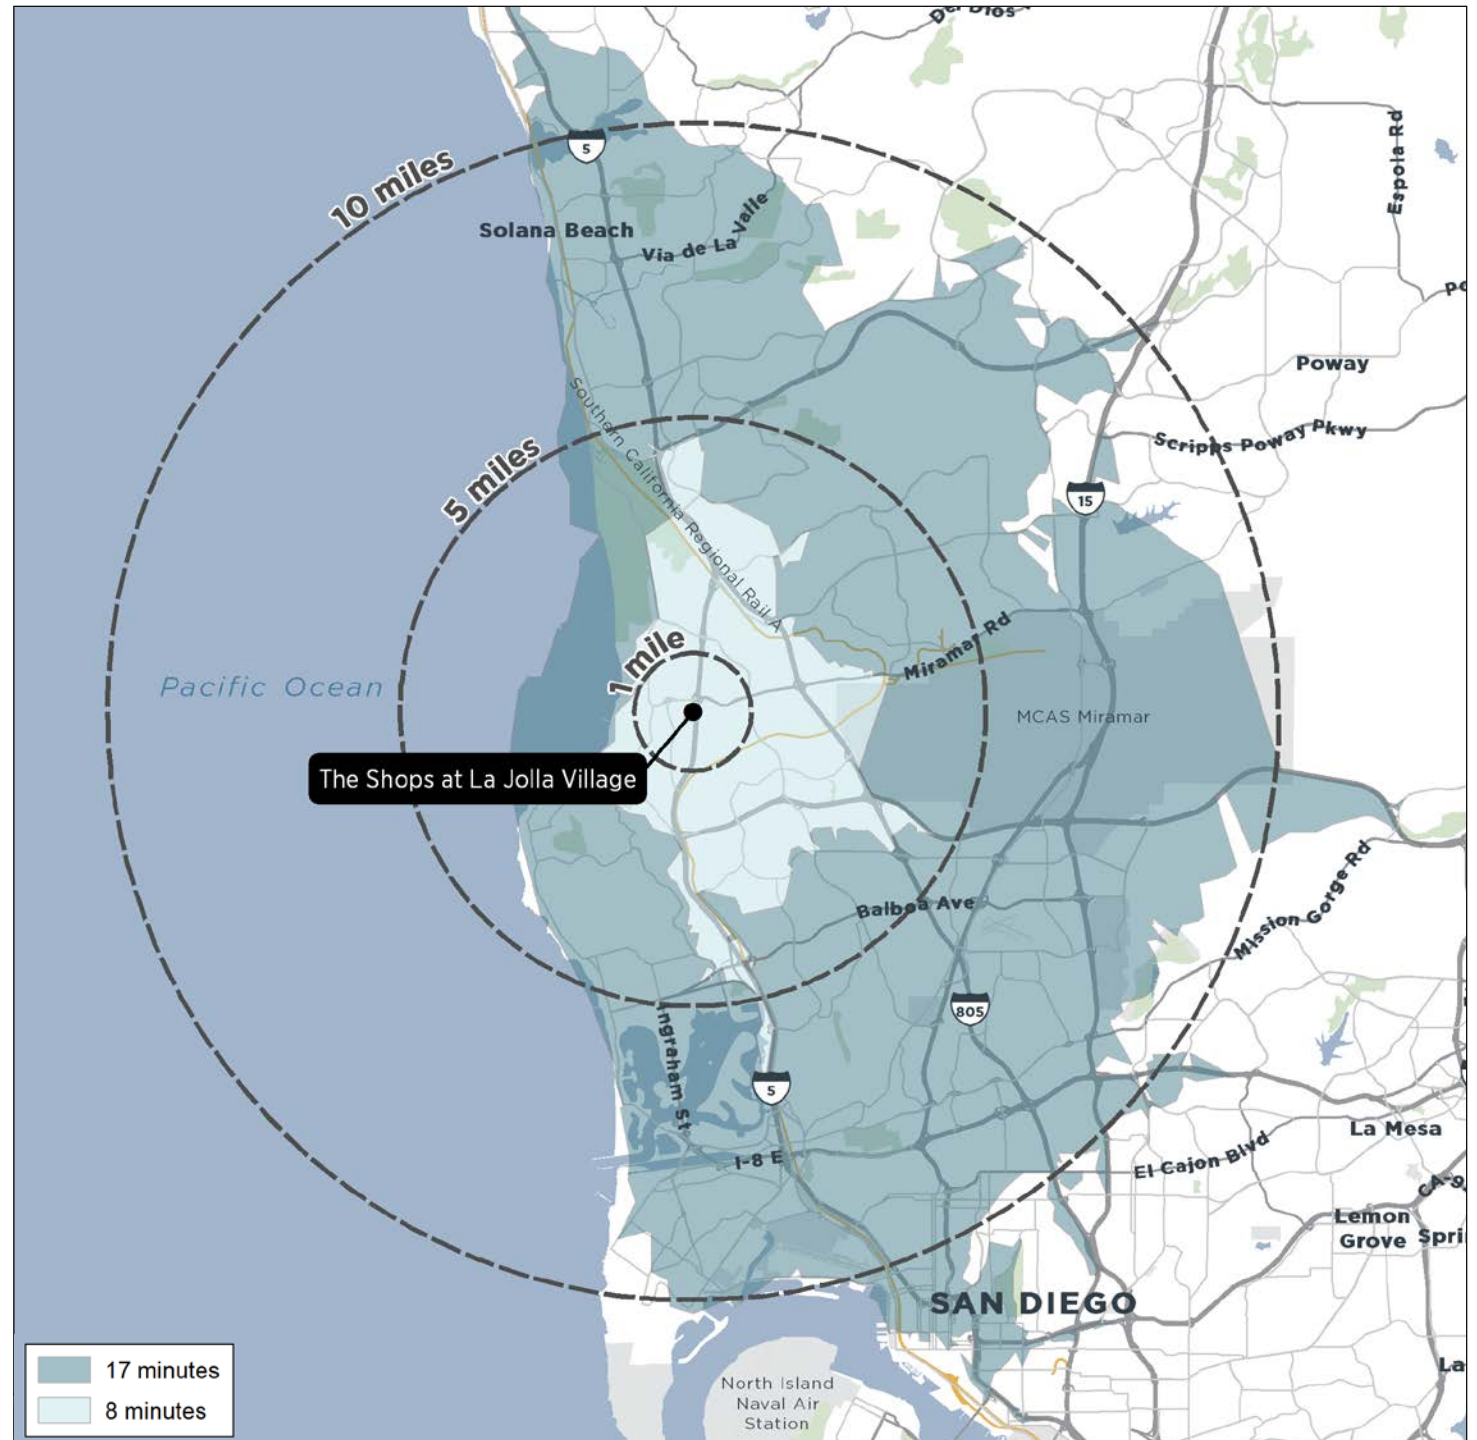 Del Dios
5
10 miles
Espola Rd
Solana Beach
Via de La Valle
Poway
Southern California Regional Rail A
Scripps Poway Pkwy
5 miles
15
Miramar Rd
1 mile
Pacific Ocean
MCAS Miramar
The Shops at La Jolla Village
Mission Gorge Rd
Balboa Ave
805
Ingraham St
5
La Mesa
I-8 E
El Cajon Blvd
Lemon
Grove
SAN DIEGO
17 minutes
8 minutes
North Island
Naval Air
Station